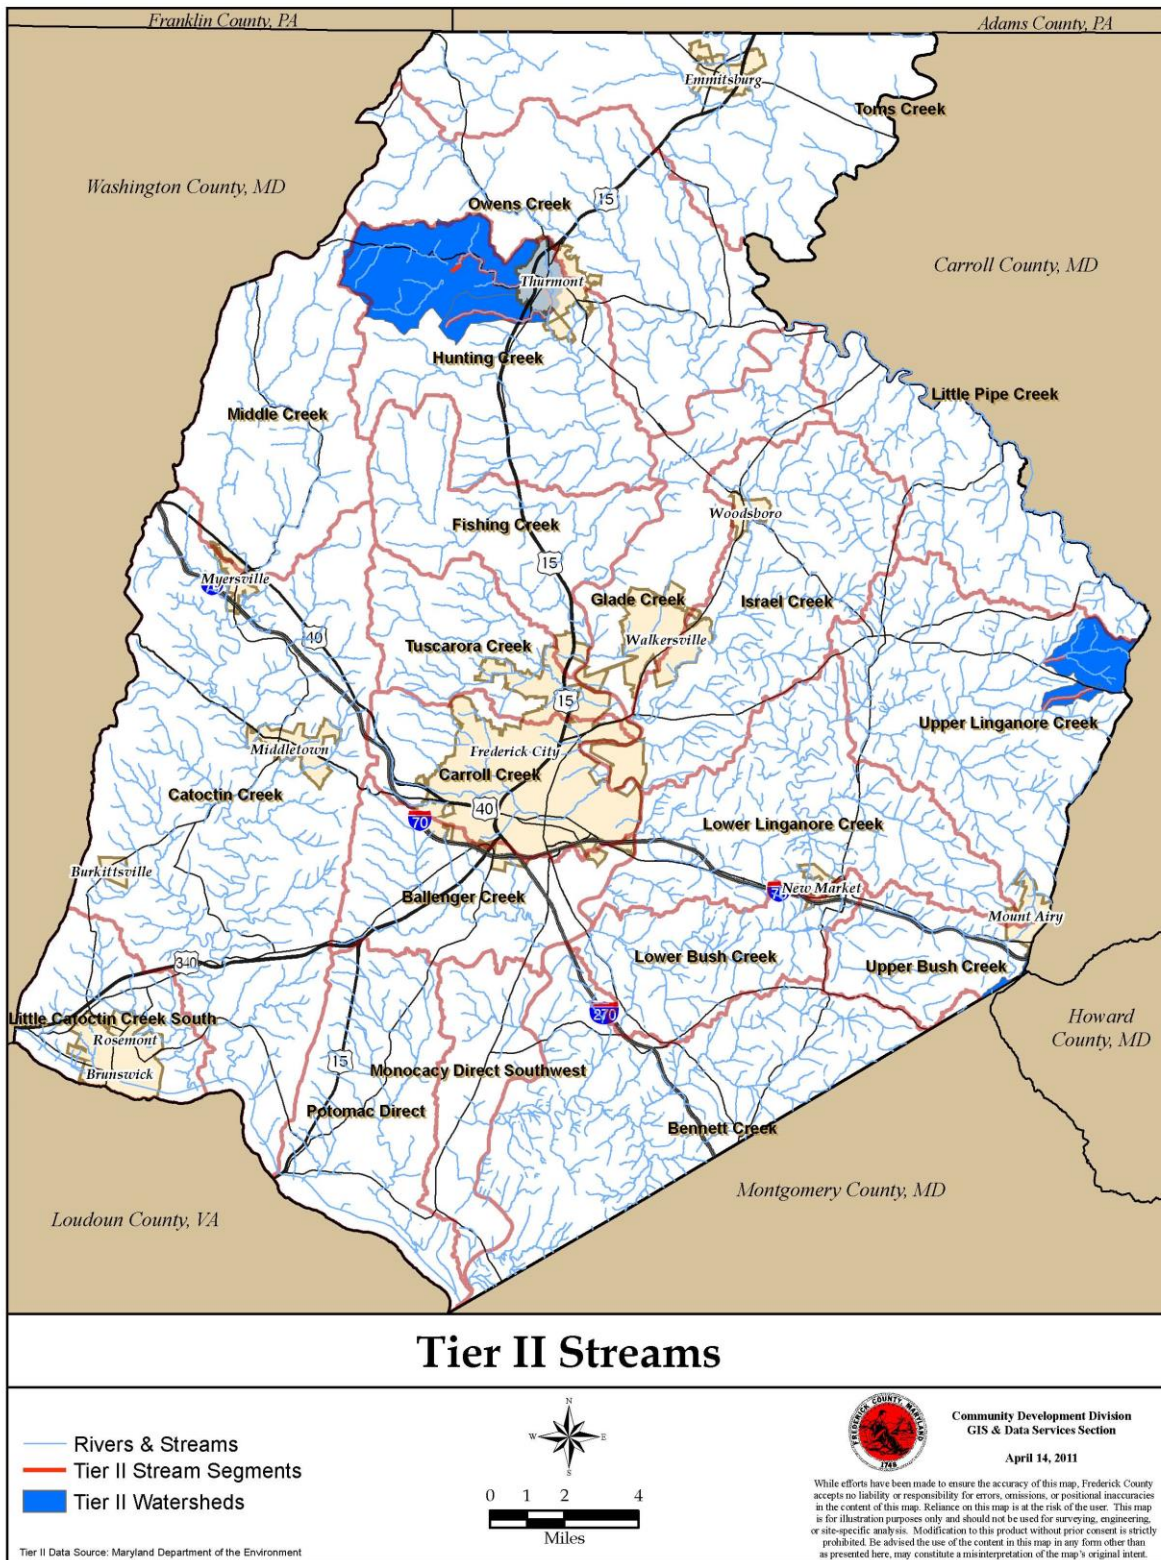 Franklin County, PA
Adams County, PA
Emmitsburg
Toms Creek
Washington County, MD
15
Owens Creek
Carroll County, MD
Thurmont
Hunting Creek
Little Pipe Creek
Middle Creek
Woodsboro
Fishing Creek
15
Myersville
Glade Creek
Israel Creek
40
Tuscarora Creek
Walkersville
15
Upper Linganore Creek
Middletown
Frederick City
Carroll Creek
Catoctin Creek
40
70
Lower Linganore Creek
Burkittsville
New Market
Ballenger Creek
Mount Airy
340
Lower Bush Creek
Upper Bush Creek
270
Little Catoctin Creek South
Howard
County, MD
Rosemont
15
Brunswick
Monocacy Direct Southwest
Potomac Direct
Bennett Creek
Montgomery County, MD
Loudoun County, VA
Tier II Streams
Rivers & Streams
Tier II Stream Segments
Tier II Watersheds
Tier II Data Source: Maryland Department of the Environment
N
W E
S
0 1 2 4
Miles
FREDERICK COUNTY, MARYLAND
1748
Community Development Division
GIS & Data Services Section
April 14, 2011
While efforts have been made to ensure the accuracy of this map, Frederick County
accepts no liability or responsibility for errors, omissions, or positional inaccuracies
in the content of this map. Reliance on this map is at the risk of the user. This map
is for illustration purposes only and should not be used for surveying, engineering,
or site-specific analysis. Modification to this product without prior consent is strictly
prohibited. Be advised the use of the content in this map in any form other than
as presented here, may constitute a misinterpretation of the map's original intent.